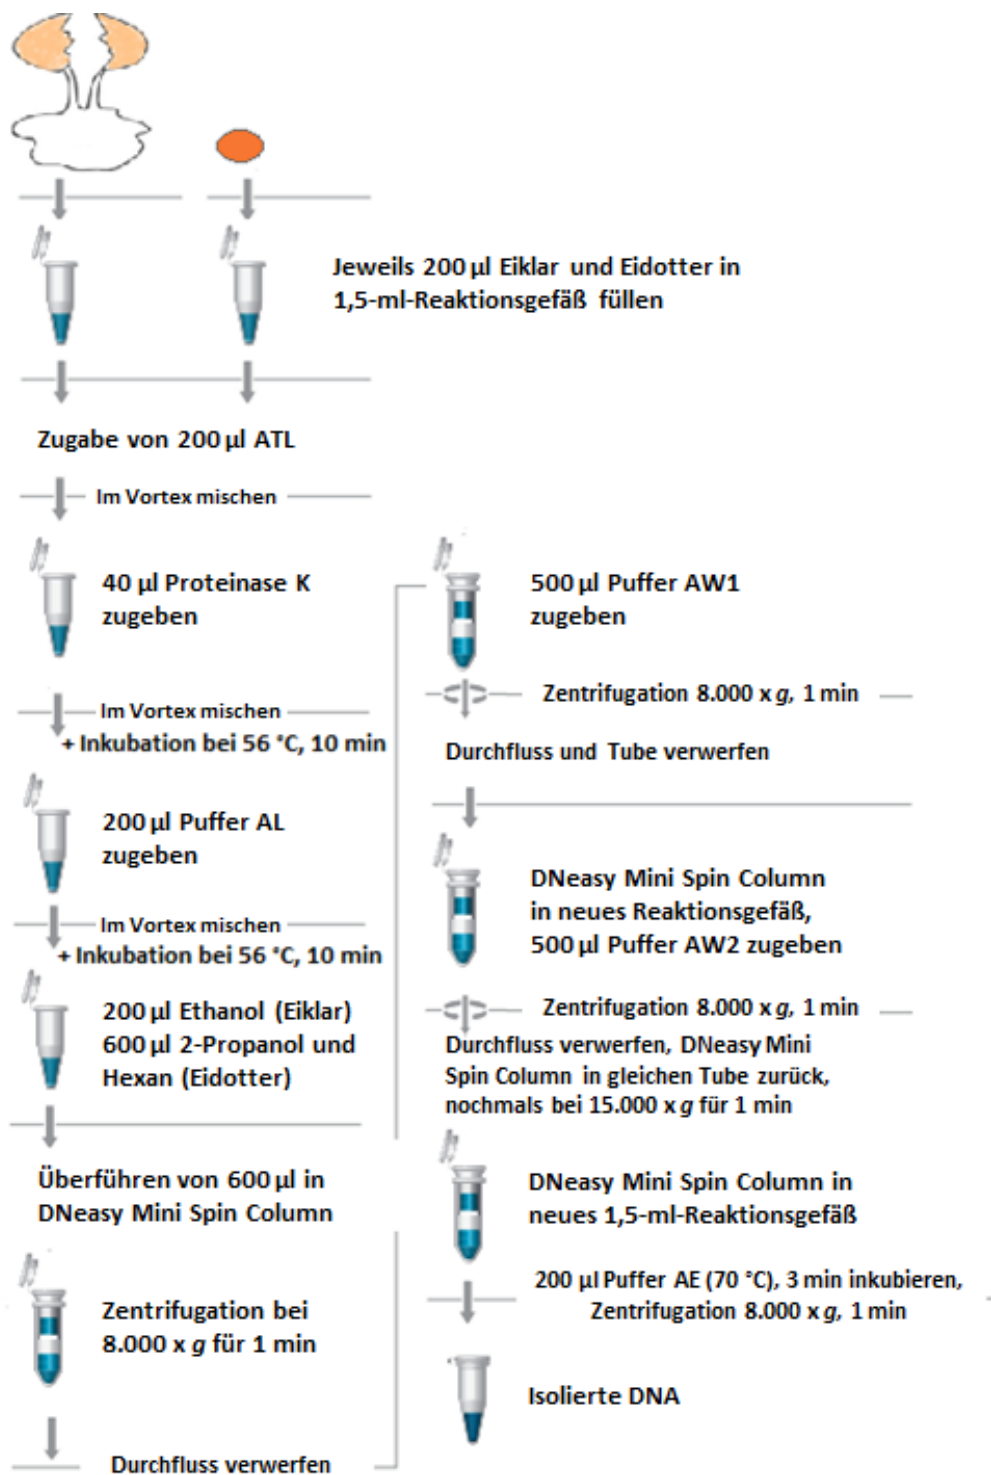 Jeweils 200 µl Eiklar und Eidotter in
1,5-ml-Reaktionsgefäß füllen
Zugabe von 200 µl ATL
Im Vortex mischen
40 µl Proteinase K
zugeben
Im Vortex mischen
+ Inkubation bei 56 °C, 10 min
200 µl Puffer AL
zugeben
Im Vortex mischen
+ Inkubation bei 56 °C, 10 min
200 µl Ethanol (Eiklar)
600 µl 2-Propanol und
Hexan (Eidotter)
Überführen von 600 µl in
DNeasy Mini Spin Column
Zentrifugation bei
8.000 x g für 1 min
Durchfluss verwerfen
500 µl Puffer AW1
zugeben
Zentrifugation 8.000 x g, 1 min
Durchfluss und Tube verwerfen
DNeasy Mini Spin Column
in neues Reaktionsgefäß,
500 µl Puffer AW2 zugeben
Zentrifugation 8.000 x g, 1 min
Durchfluss verwerfen, DNeasy Mini
Spin Column in gleichen Tube zurück,
nochmals bei 15.000 x g für 1 min
DNeasy Mini Spin Column in
neues 1,5-ml-Reaktionsgefäß
200 µl Puffer AE (70 °C), 3 min inkubieren,
Zentrifugation 8.000 x g, 1 min
Isolierte DNA